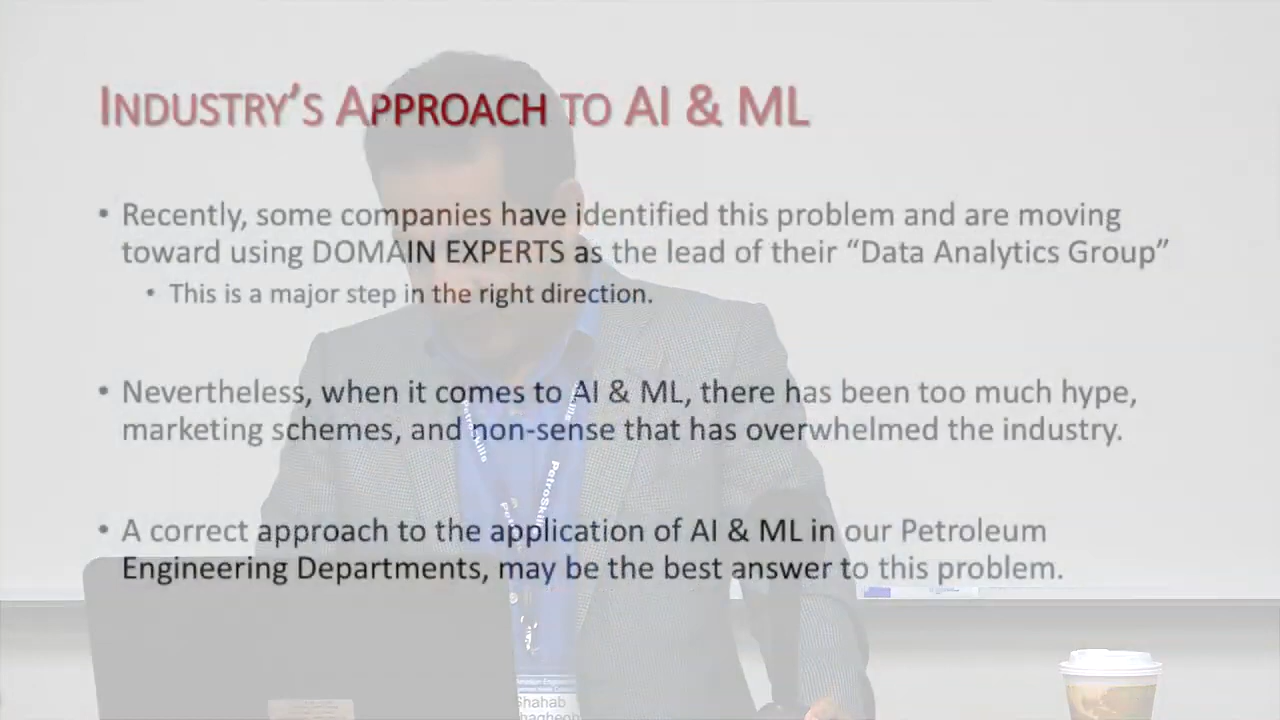 INDUSTRY'S APPROACH TO AI & ML
• Recently, some companies have identified this problem and are moving
toward using DOMAIN EXPERTS as the lead of their “Data Analytics Group”
• This is a major step in the right direction.
• Nevertheless, when it comes to AI & ML, there has been too much hype,
marketing schemes, and non-sense that has overwhelmed the industry.
• A correct approach to the application of AI & ML in our Petroleum
Engineering Departments, may be the best answer to this problem.
PetroSkills
PetroSkills
Shahab